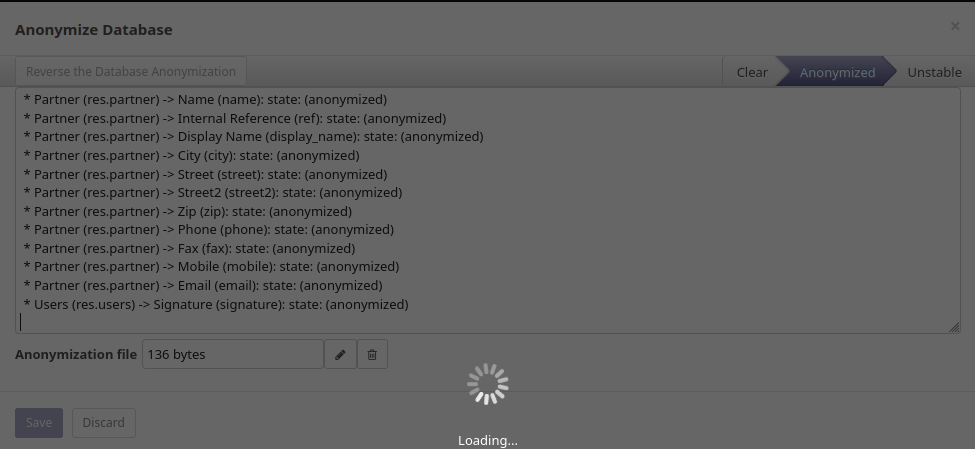 Anonymize Database
×
Reverse the Database Anonymization
Clear
Anonymized
Unstable
* Partner (res.partner) -> Name (name): state: (anonymized)
* Partner (res.partner) -> Internal Reference (ref): state: (anonymized)
* Partner (res.partner) -> Display Name (display_name): state: (anonymized)
* Partner (res.partner) -> City (city): state: (anonymized)
* Partner (res.partner) -> Street (street): state: (anonymized)
* Partner (res.partner) -> Street2 (street2): state: (anonymized)
* Partner (res.partner) -> Zip (zip): state: (anonymized)
* Partner (res.partner) -> Phone (phone): state: (anonymized)
* Partner (res.partner) -> Fax (fax): state: (anonymized)
* Partner (res.partner) -> Mobile (mobile): state: (anonymized)
* Partner (res.partner) -> Email (email): state: (anonymized)
* Users (res.users) -> Signature (signature): state: (anonymized)
Anonymization file
136 bytes
Save
Discard
Loading...